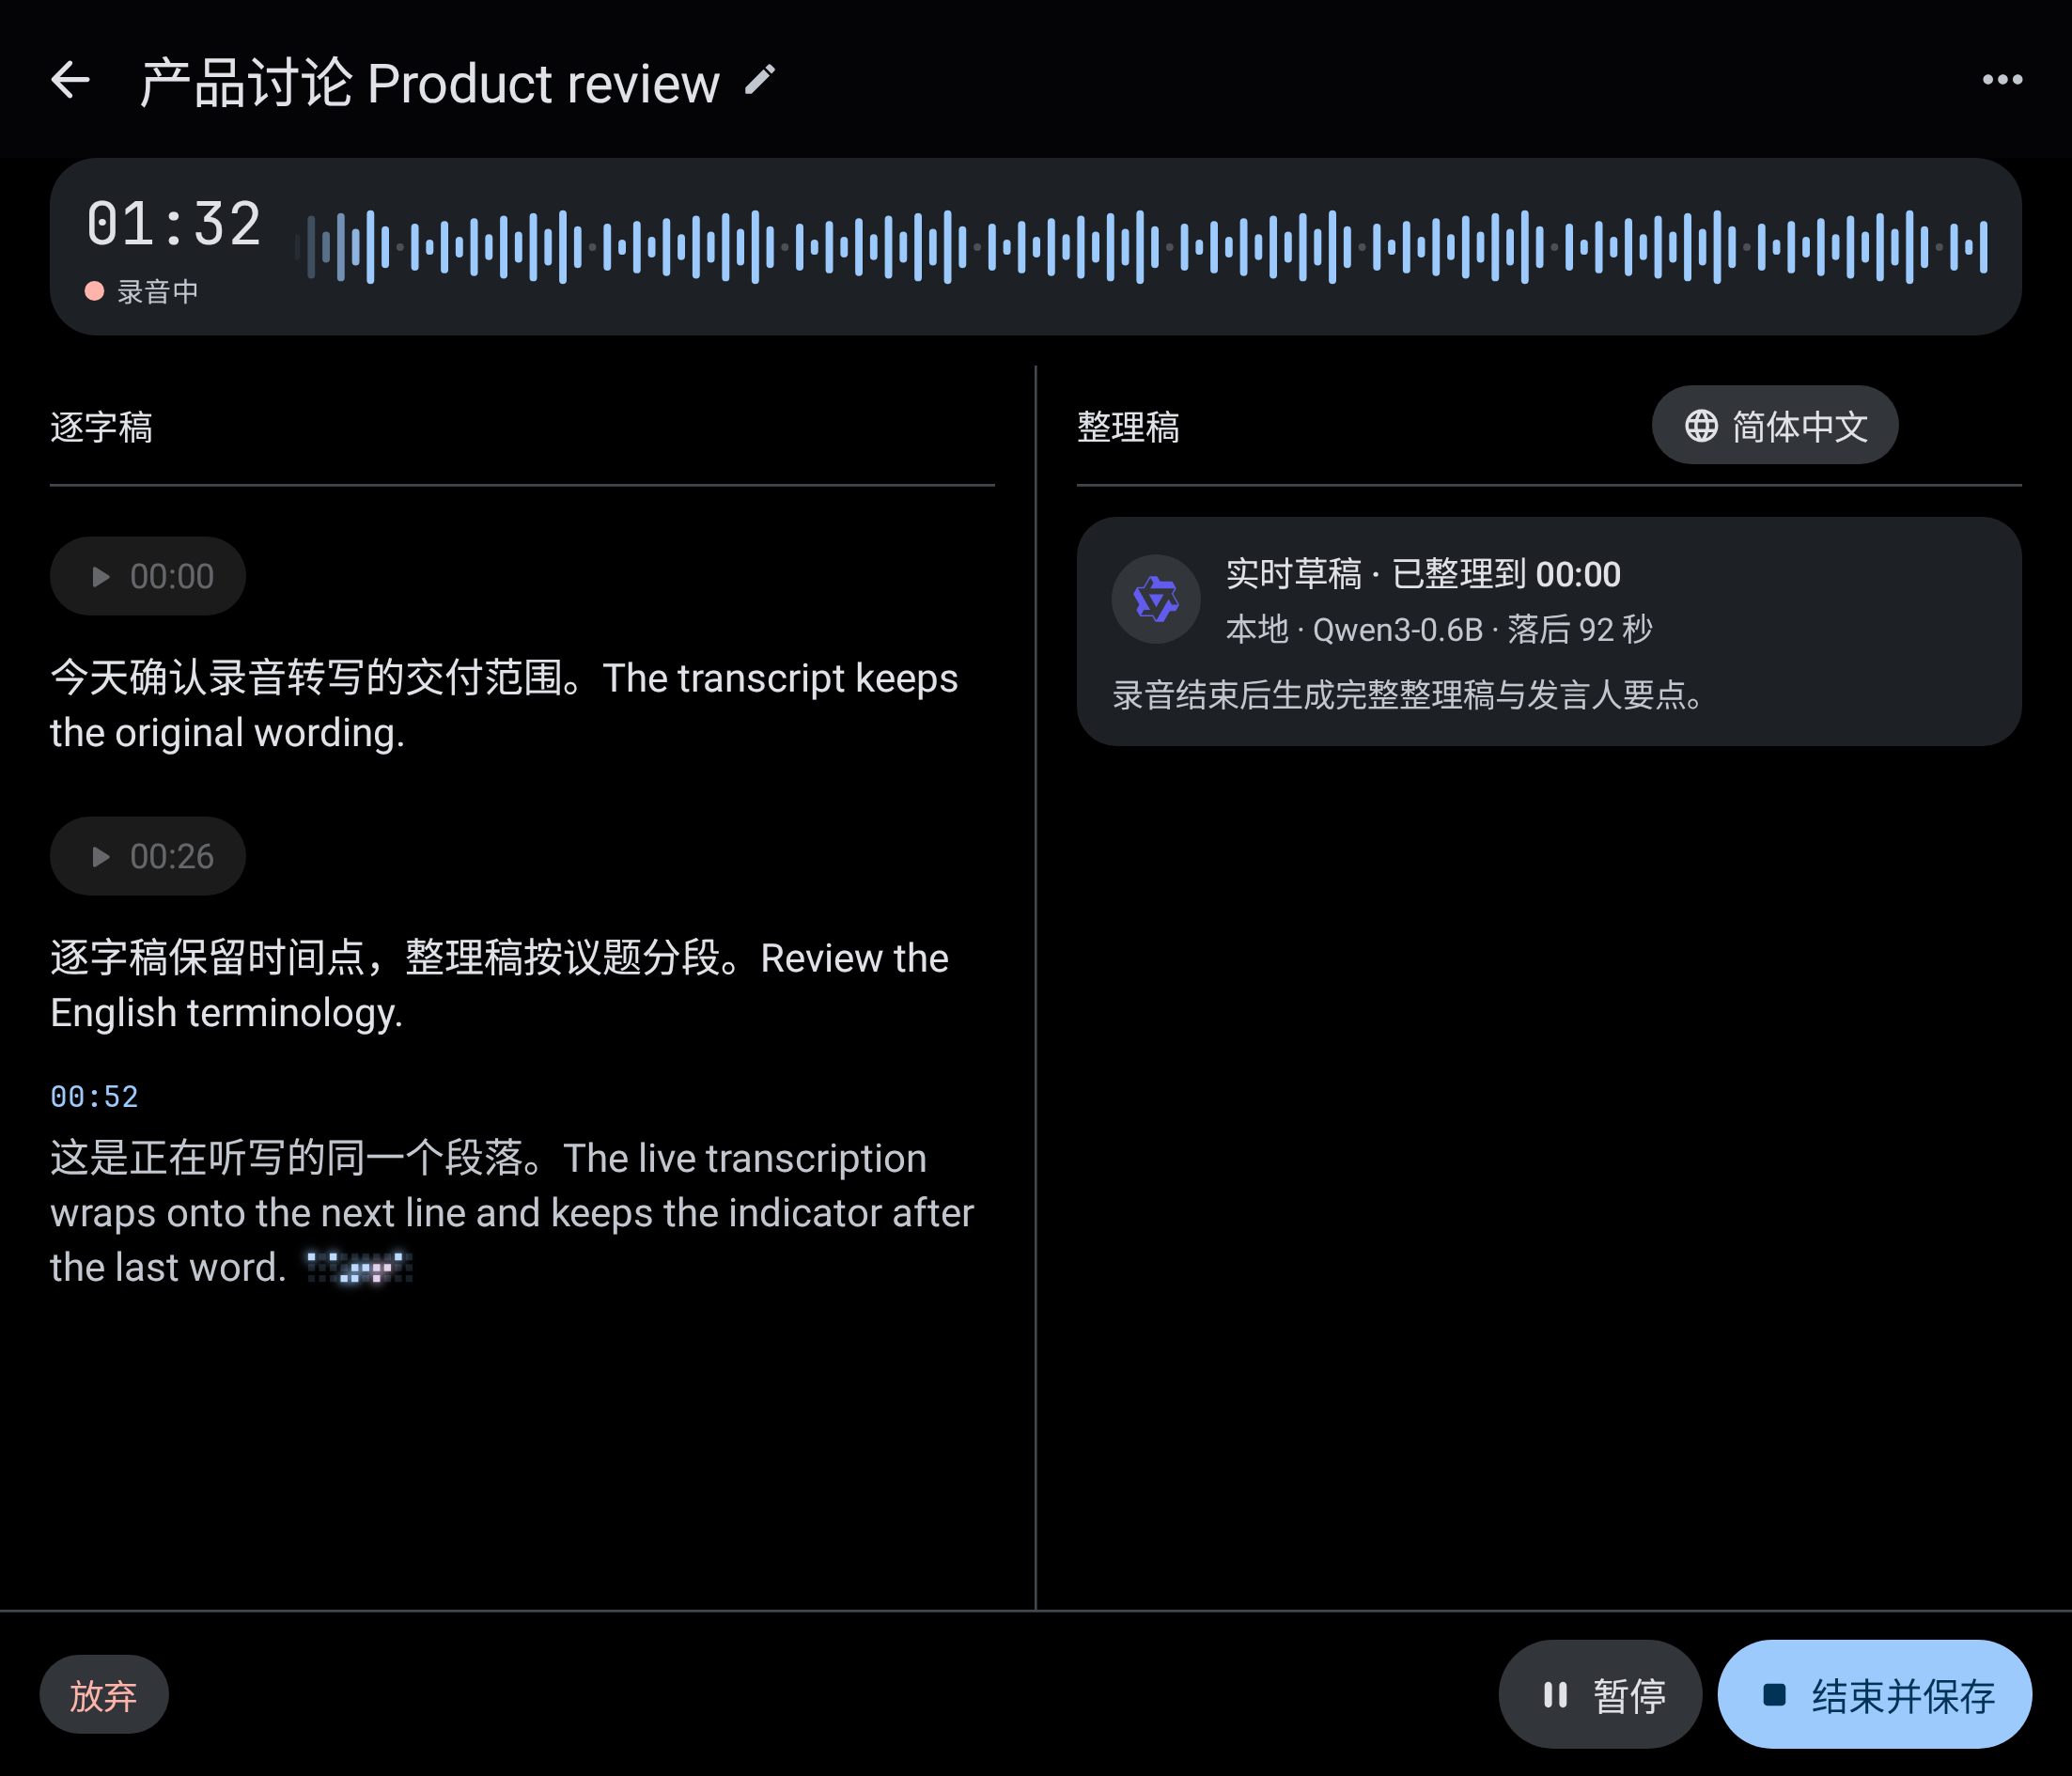 产品讨论 Product review
01:32
录音中
逐字稿
00:00
今天确认录音转写的交付范围。The transcript keeps
the original wording.
00:26
逐字稿保留时间点，整理稿按议题分段。Review the
English terminology.
00:52
这是正在听写的同一个段落。The live transcription
wraps onto the next line and keeps the indicator after
the last word.
整理稿
简体中文
实时草稿 · 已整理到 00:00
本地 · Qwen3-0.6B · 落后 92 秒
录音结束后生成完整整理稿与发言人要点。
放弃
暂停
结束并保存